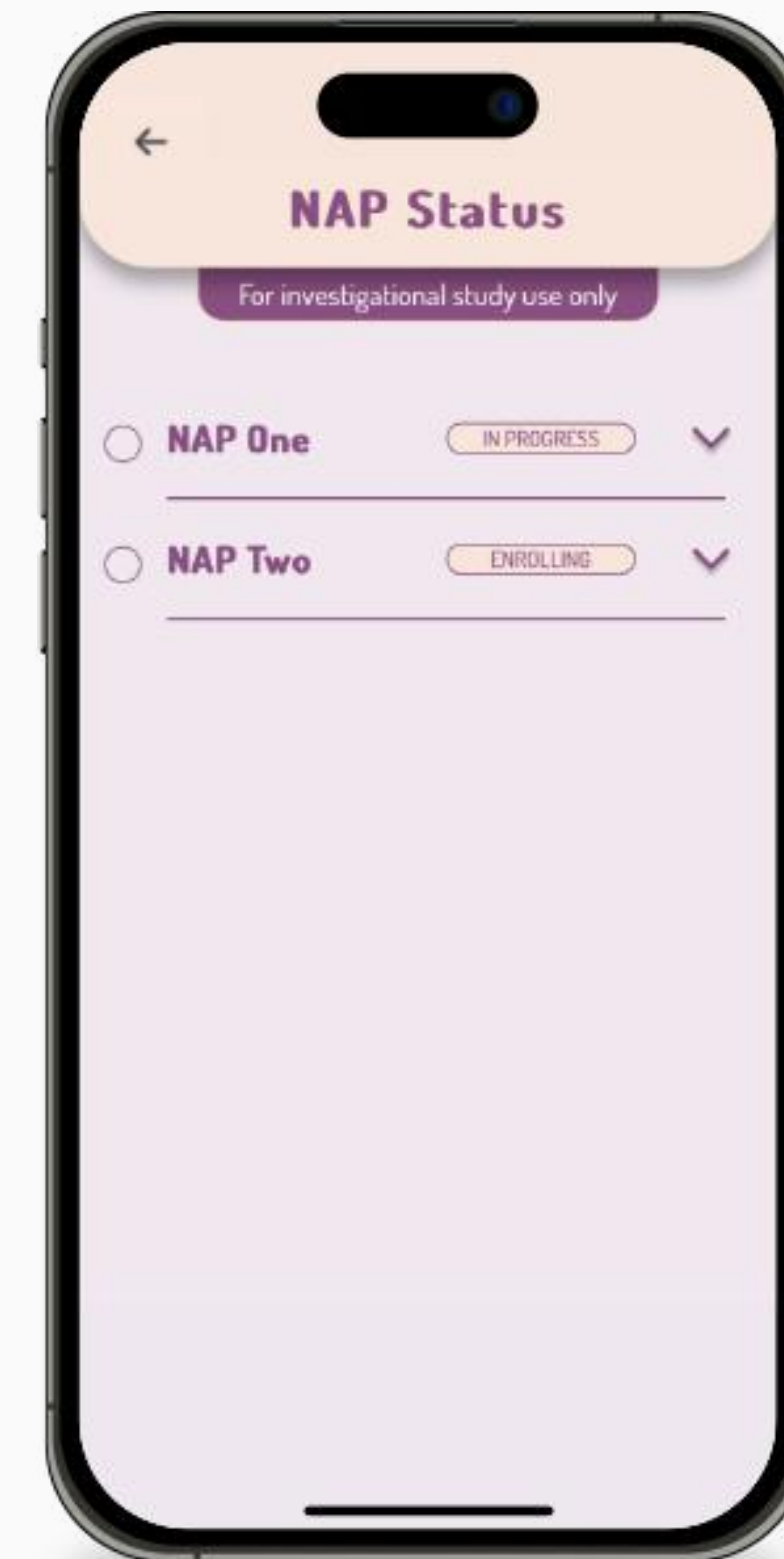 NAP Status
For investigational study use only
NAP One IN PROGRESS
NAP Two ENROLLING